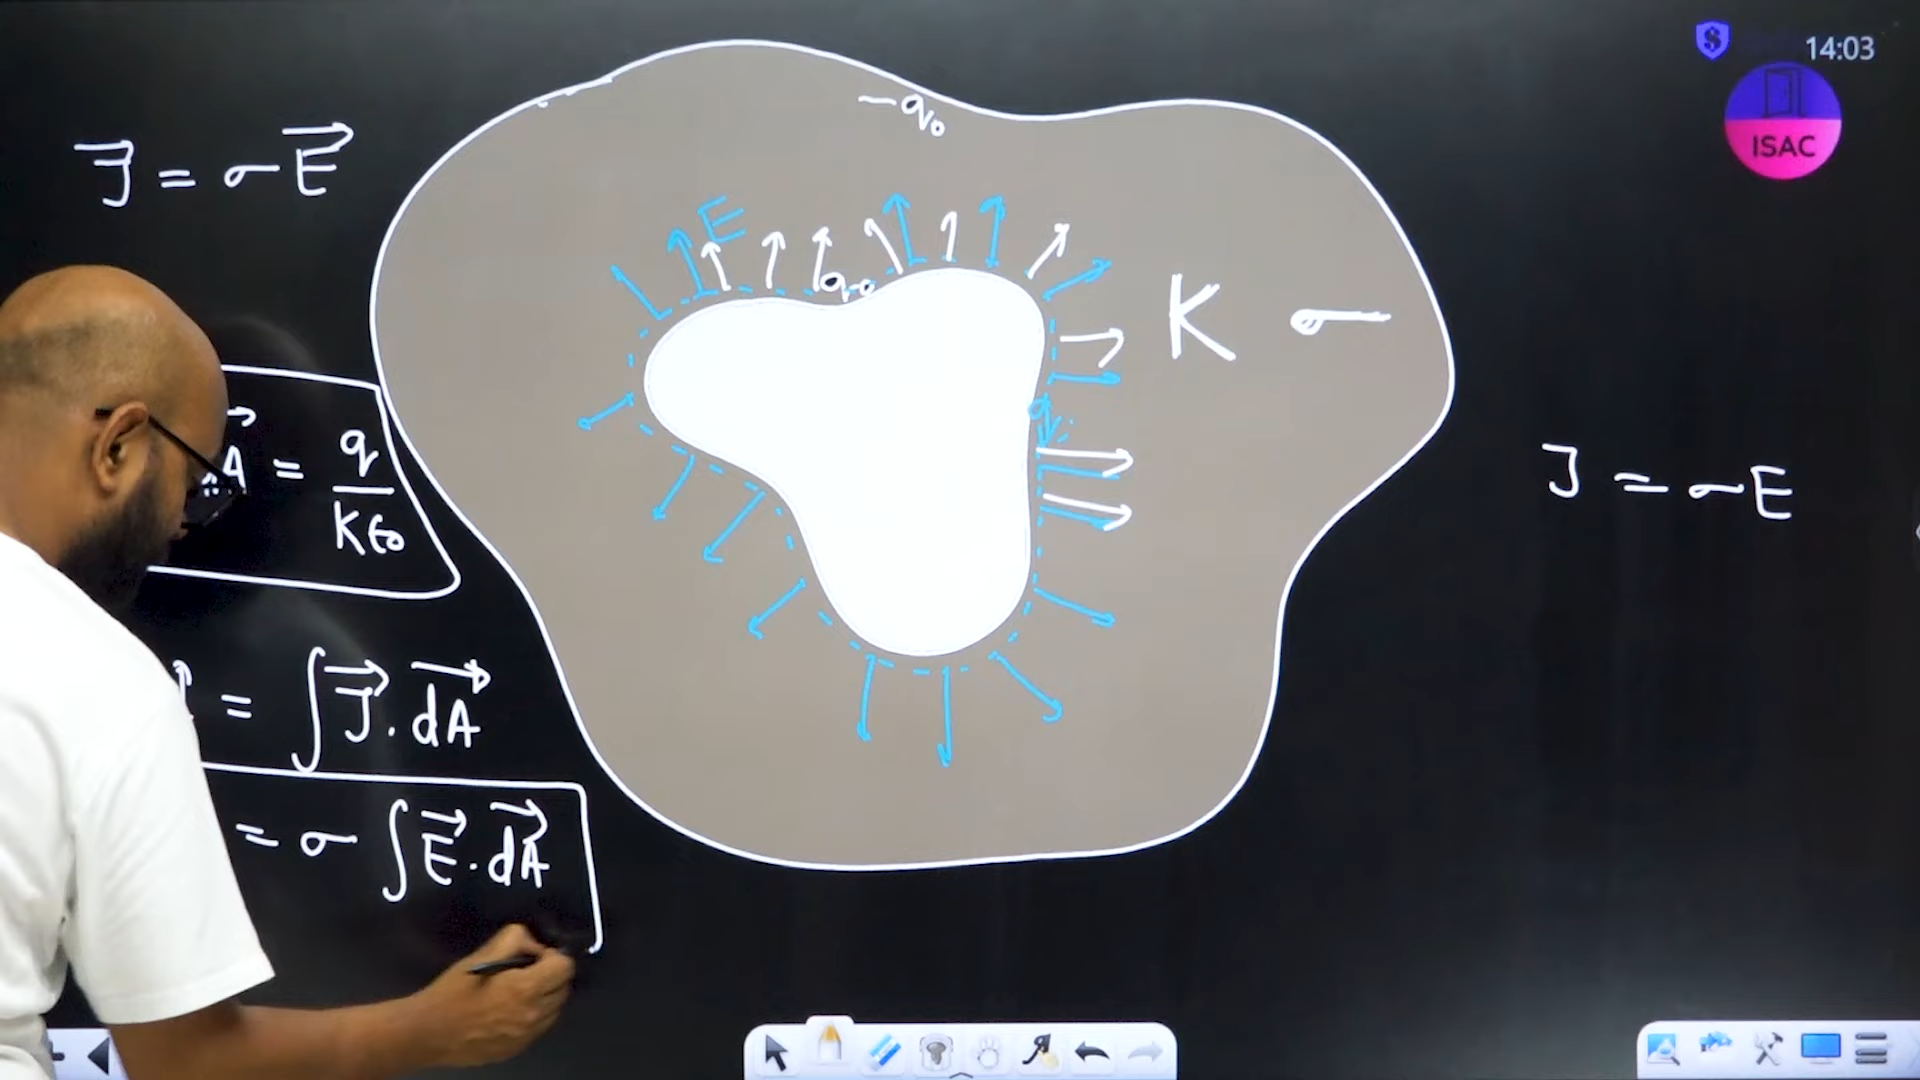 14:03
ISAC
-q₀
J⃗ = σE⃗
E
q₀
K σ
A⃗ = q/Kε₀
J = σE
= ∫J⃗.dA⃗
= σ∫E⃗.dA⃗